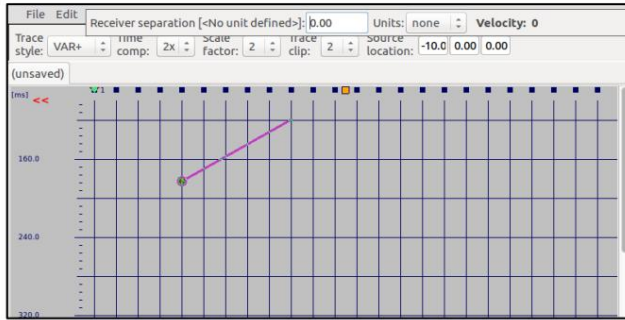 File Edit
Receiver separation [<No unit defined>]: 0.00 Units: none Velocity: 0
Trace style: VAR+ Time comp: 2x Scale factor: 2 Trace clip: 2 Source location: -10.0 0.00 0.00
(unsaved)
[ms] << 1
160.0
240.0
320.0